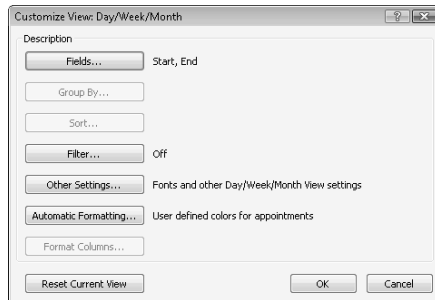 Customize View: Day/Week/Month
Description
Fields... Start, End
Group By...
Sort...
Filter... Off
Other Settings... Fonts and other Day/Week/Month View settings
Automatic Formatting... User defined colors for appointments
Format Columns...
Reset Current View OK Cancel